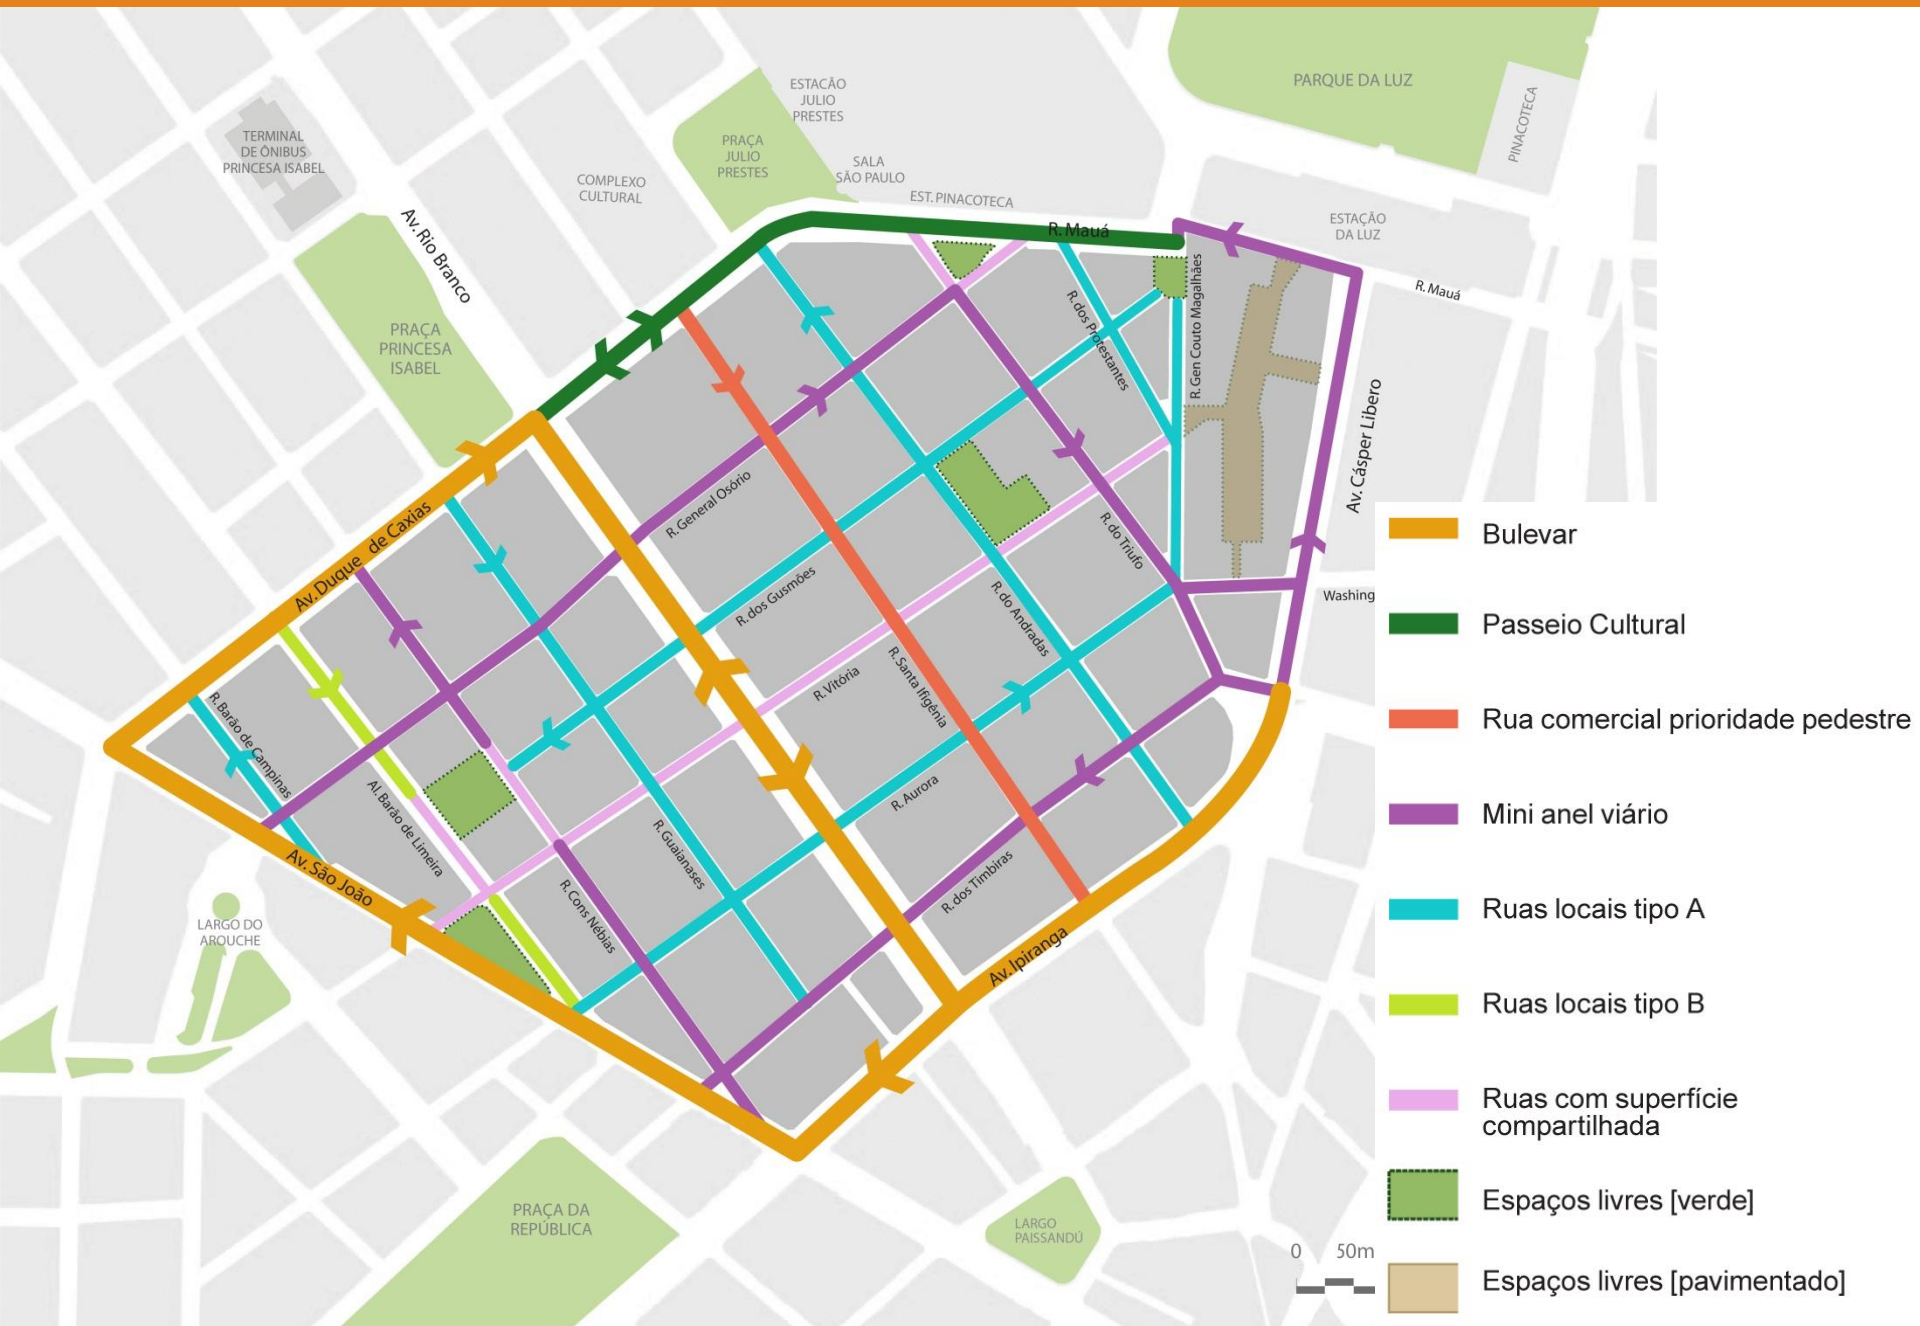 PARQUE DA LUZ
PINACOTECA
ESTACÃO
JULIO
PRESTES
TERMINAL
DE ÔNIBUS
PRINCESA ISABEL
PRAÇA
JULIO
PRESTES
SALA
SÃO PAULO
COMPLEXO
CULTURAL
EST. PINACOTECA
Av. Rio Branco
R. Mauá
ESTAÇÃO
DA LUZ
R. Mauá
PRAÇA
PRINCESA
ISABEL
R. dos Protestantes
R. Gen Couto Magalhães
Av. Cásper Libero
R. General Osório
Av. Duque de Caxias
R. do Triufo
R. dos Gusmões
R. do Andradas
Washing
R. Vitória
R. Santa Ifigênia
R. Barão de Campinas
Al. Barão de Limeira
R. Aurora
R. Guaianases
R. dos Timbiras
Av. São João
R. Cons Nébias
LARGO DO
AROUCHE
Av. Ipiranga
PRAÇA DA
REPÚBLICA
LARGO
PAISSANDÚ
0 50m
Bulevar
Passeio Cultural
Rua comercial prioridade pedestre
Mini anel viário
Ruas locais tipo A
Ruas locais tipo B
Ruas com superfície
compartilhada
Espaços livres [verde]
Espaços livres [pavimentado]